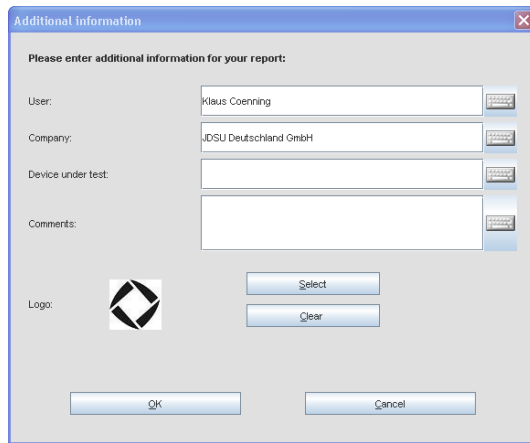 Additional information
Please enter additional information for your report:
User:
Klaus Coenning
Company:
JDSU Deutschland GmbH
Device under test:
Comments:
Logo:
Select
Clear
OK
Cancel